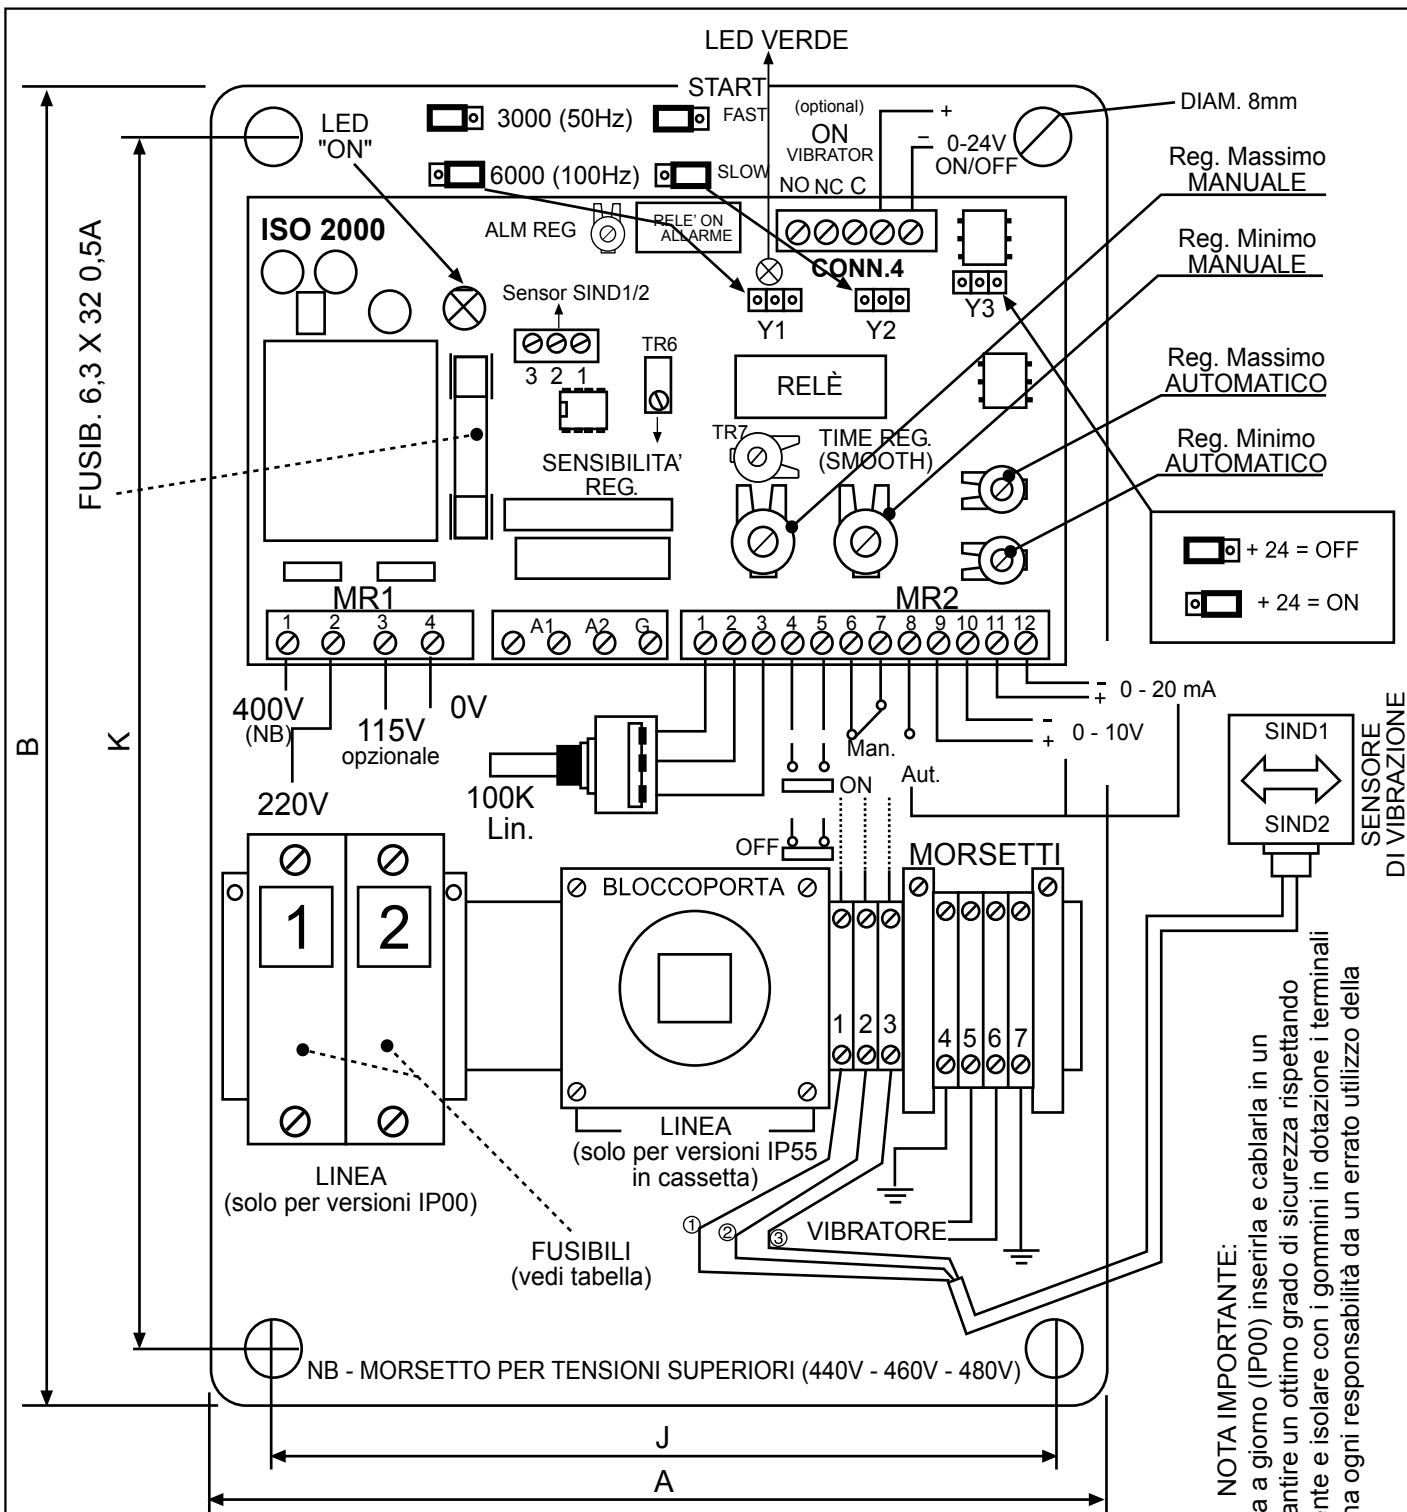 LED VERDE
START
LED
"ON"
3000 (50Hz)
FAST
(optional)
ON
VIBRATOR
+
-
0-24V
ON/OFF
DIAM. 8mm
6000 (100Hz)
SLOW
NO NC C
Reg. Massimo
MANUALE
Reg. Minimo
MANUALE
Reg. Massimo
AUTOMATICO
Reg. Minimo
AUTOMATICO
FUSIB. 6,3 X 32 0,5A
ISO 2000
ALM REG
RELE' ON
ALLARME
CONN.4
Sensor SIND1/2
Y1
Y2
Y3
3 2 1
TR6
RELÈ
SENSIBILITA'
REG.
TR7
TIME REG.
(SMOOTH)
+ 24 = OFF
+ 24 = ON
MR1
MR2
1 2 3 4
A1 A2 G
1 2 3 4 5 6 7 8 9 10 11 12
400V
(NB)
115V
opzionale
0V
220V
100K
Lin.
Man.
Aut.
ON
OFF
-
+
0 - 20 mA
-
+
0 - 10V
SIND1
SIND2
SENSORE
DI VIBRAZIONE
B
K
1
2
BLOCCOPORTA
MORSETTI
1 2 3
4 5 6 7
LINEA
(solo per versioni IP00)
LINEA
(solo per versioni IP55
in cassetta)
FUSIBILI
(vedi tabella)
① ② ③
VIBRATORE
NB - MORSETTO PER TENSIONI SUPERIORI (440V - 460V - 480V)
J
A
NOTA IMPORTANTE:
a a giorno (IP00) inserirla e cablarla in un
antire un ottimo grado di sicurezza rispettando
nte e isolare con i gommini in dotazione i terminali
na ogni responsabilità da un errato utilizzo della